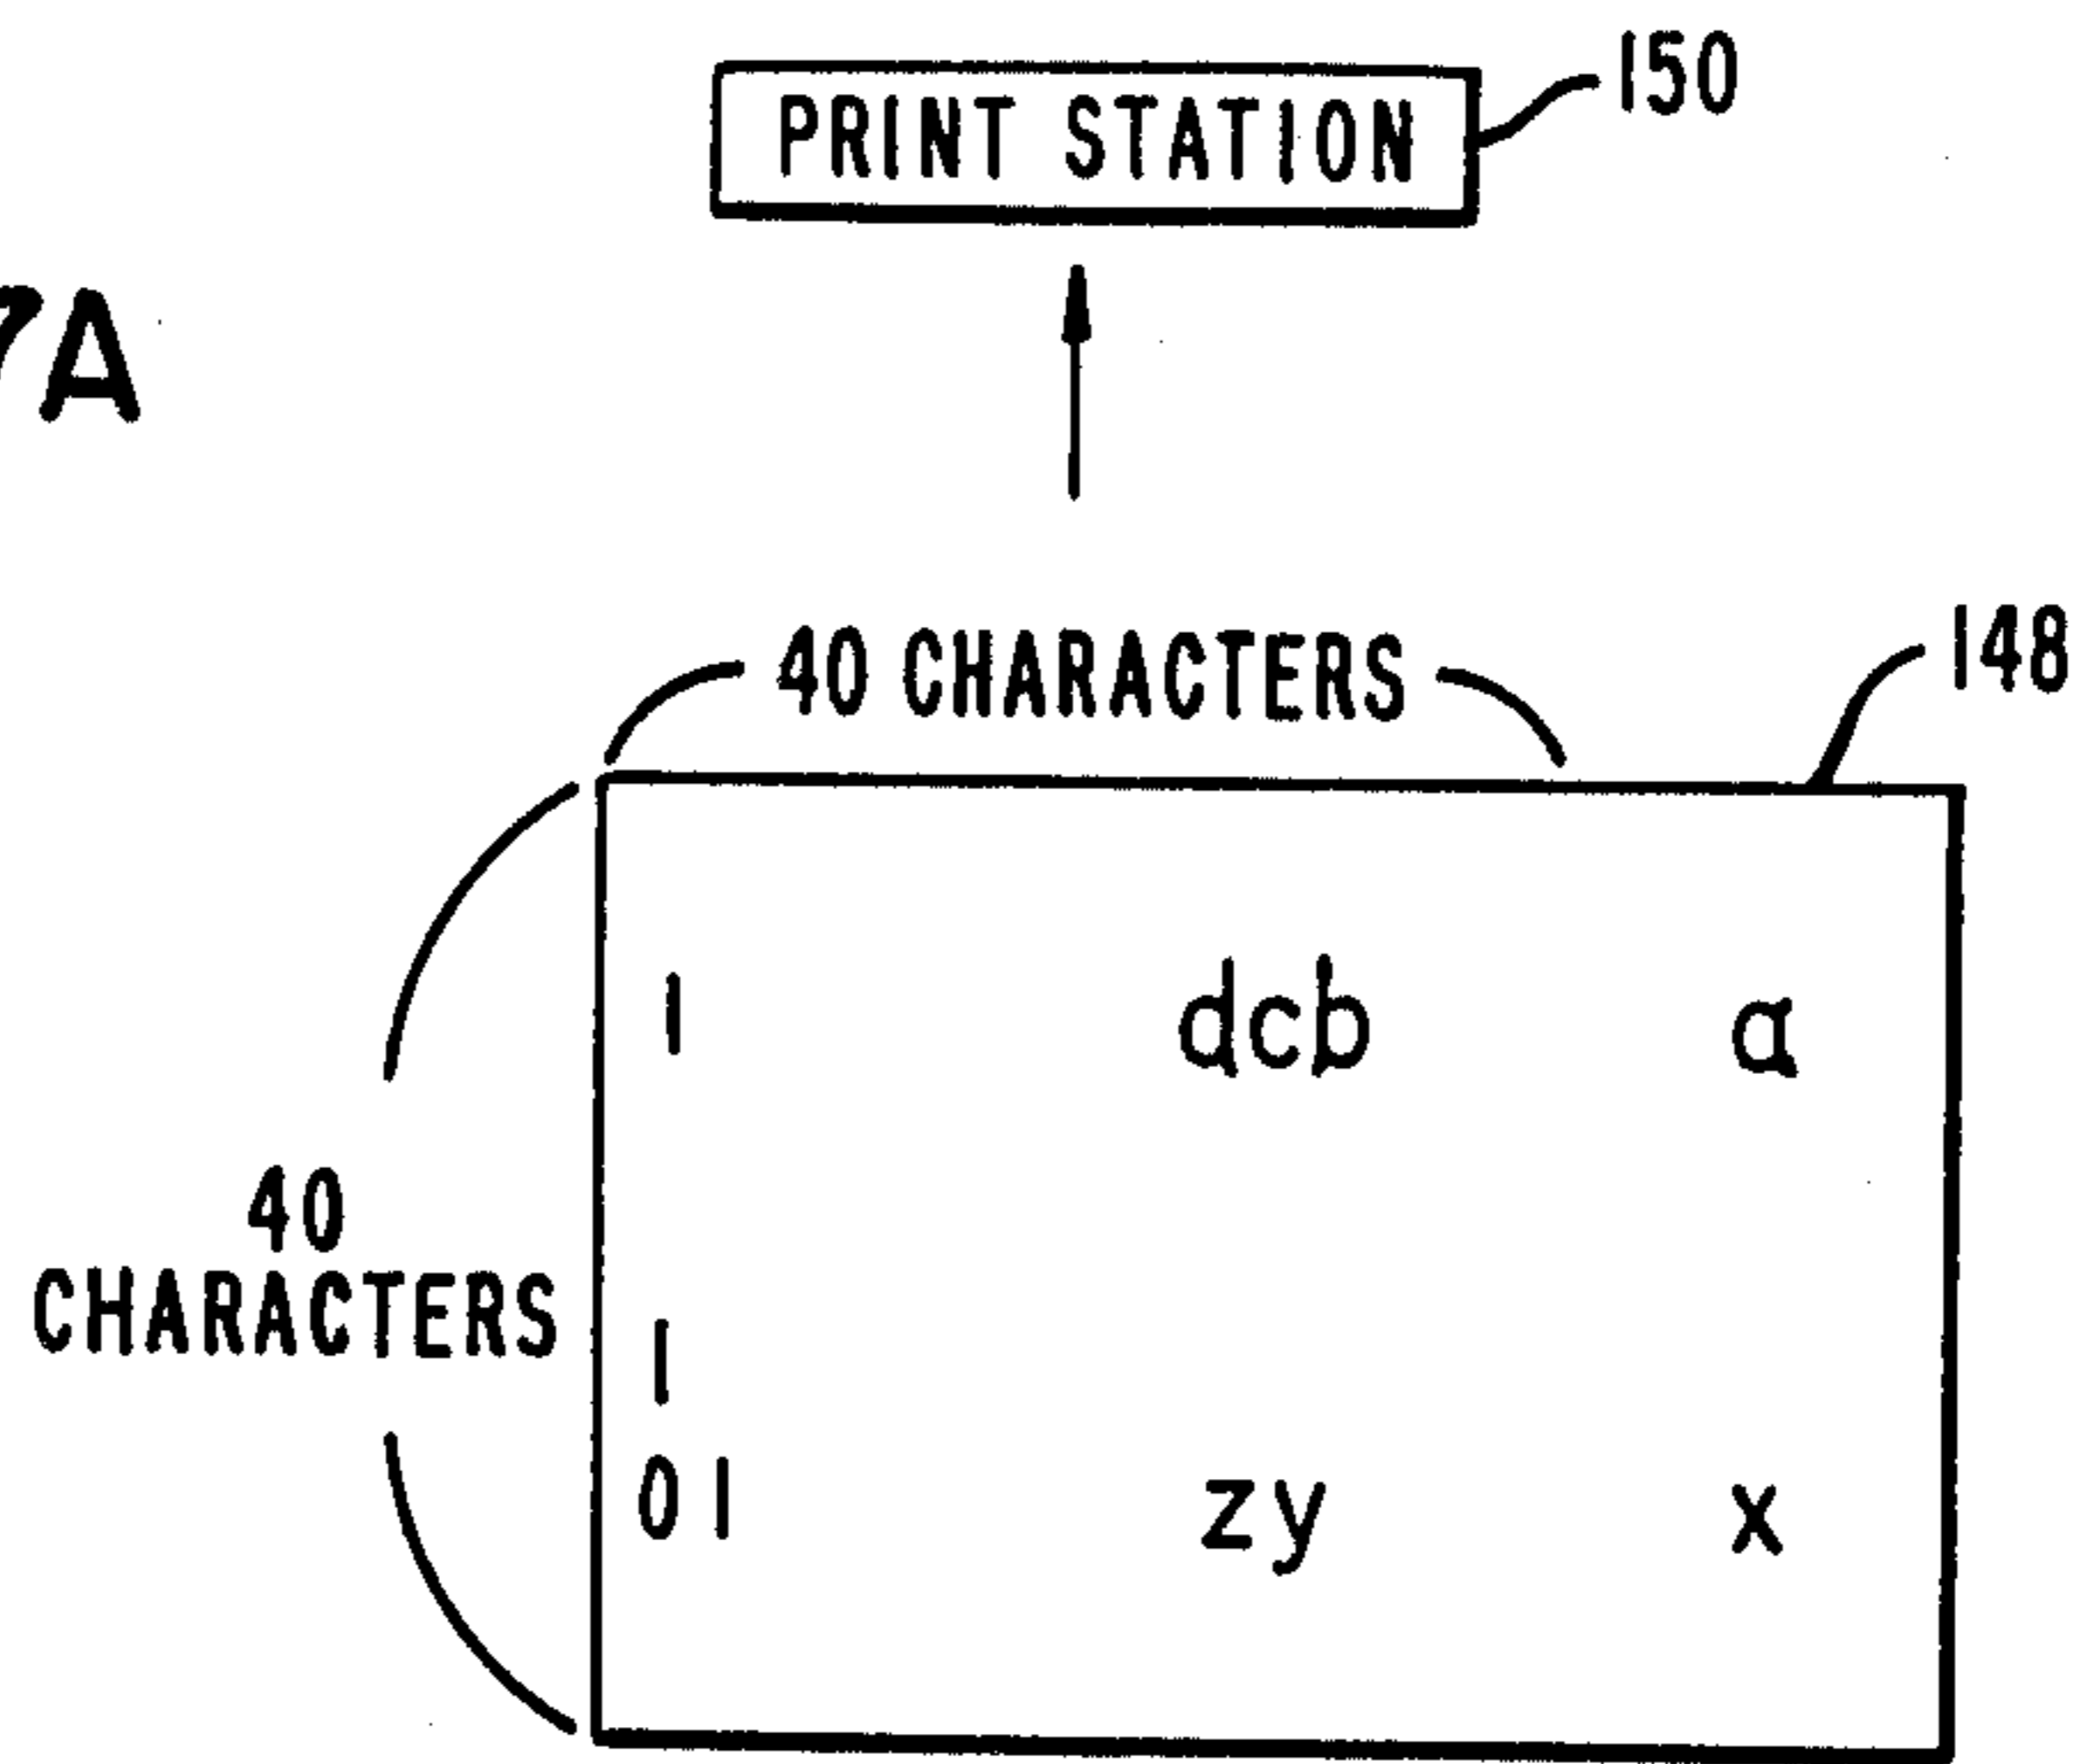 PRINT STATION 150
7A
40 CHARACTERS 148
1 dcb a
40
CHARACTERS
1
01 zy x